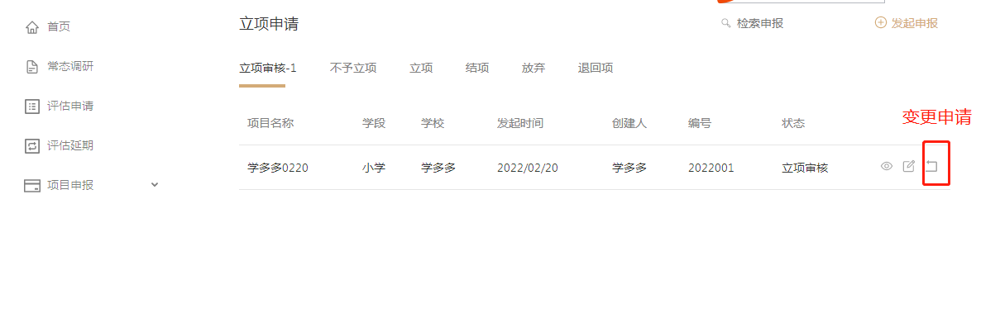 首页
常态调研
评估申请
评估延期
项目申报
立项申请
检索申报
发起申报
立项审核-1 不予立项 立项 结项 放弃 退回项
变更申请
项目名称 学段 学校 发起时间 创建人 编号 状态
学多多0220 小学 学多多 2022/02/20 学多多 2022001 立项审核